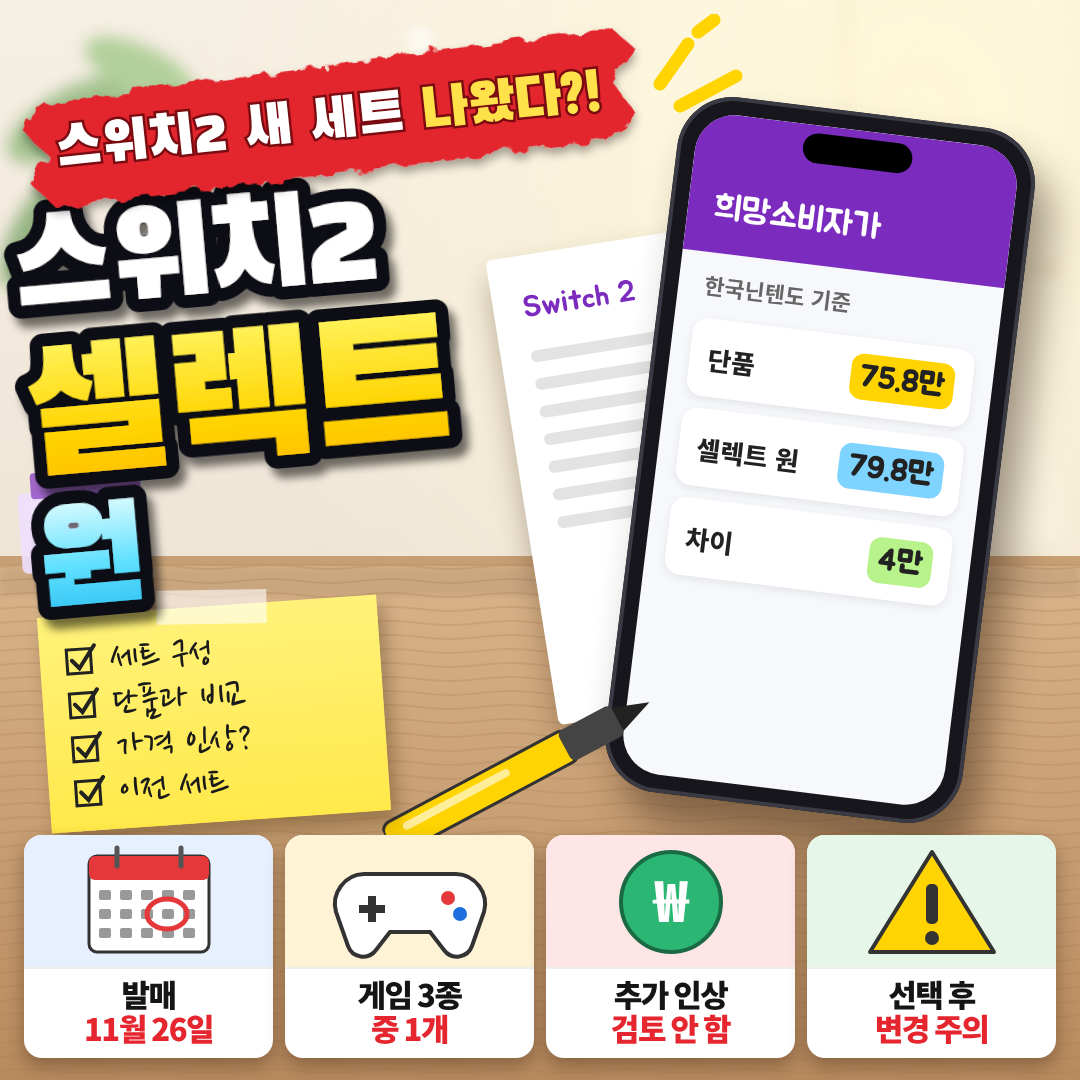 스위치2 새 세트 나왔다?!
스위치2
셀렉트
원
Switch 2
희망소비자가
한국닌텐도 기준
단품 75.8만
셀렉트 원 79.8만
차이 4만
세트 구성
단품과 비교
가격 인상?
이전 세트
발매
11월 26일
게임 3종
중 1개
₩
추가 인상
검토 안 함
선택 후
변경 주의